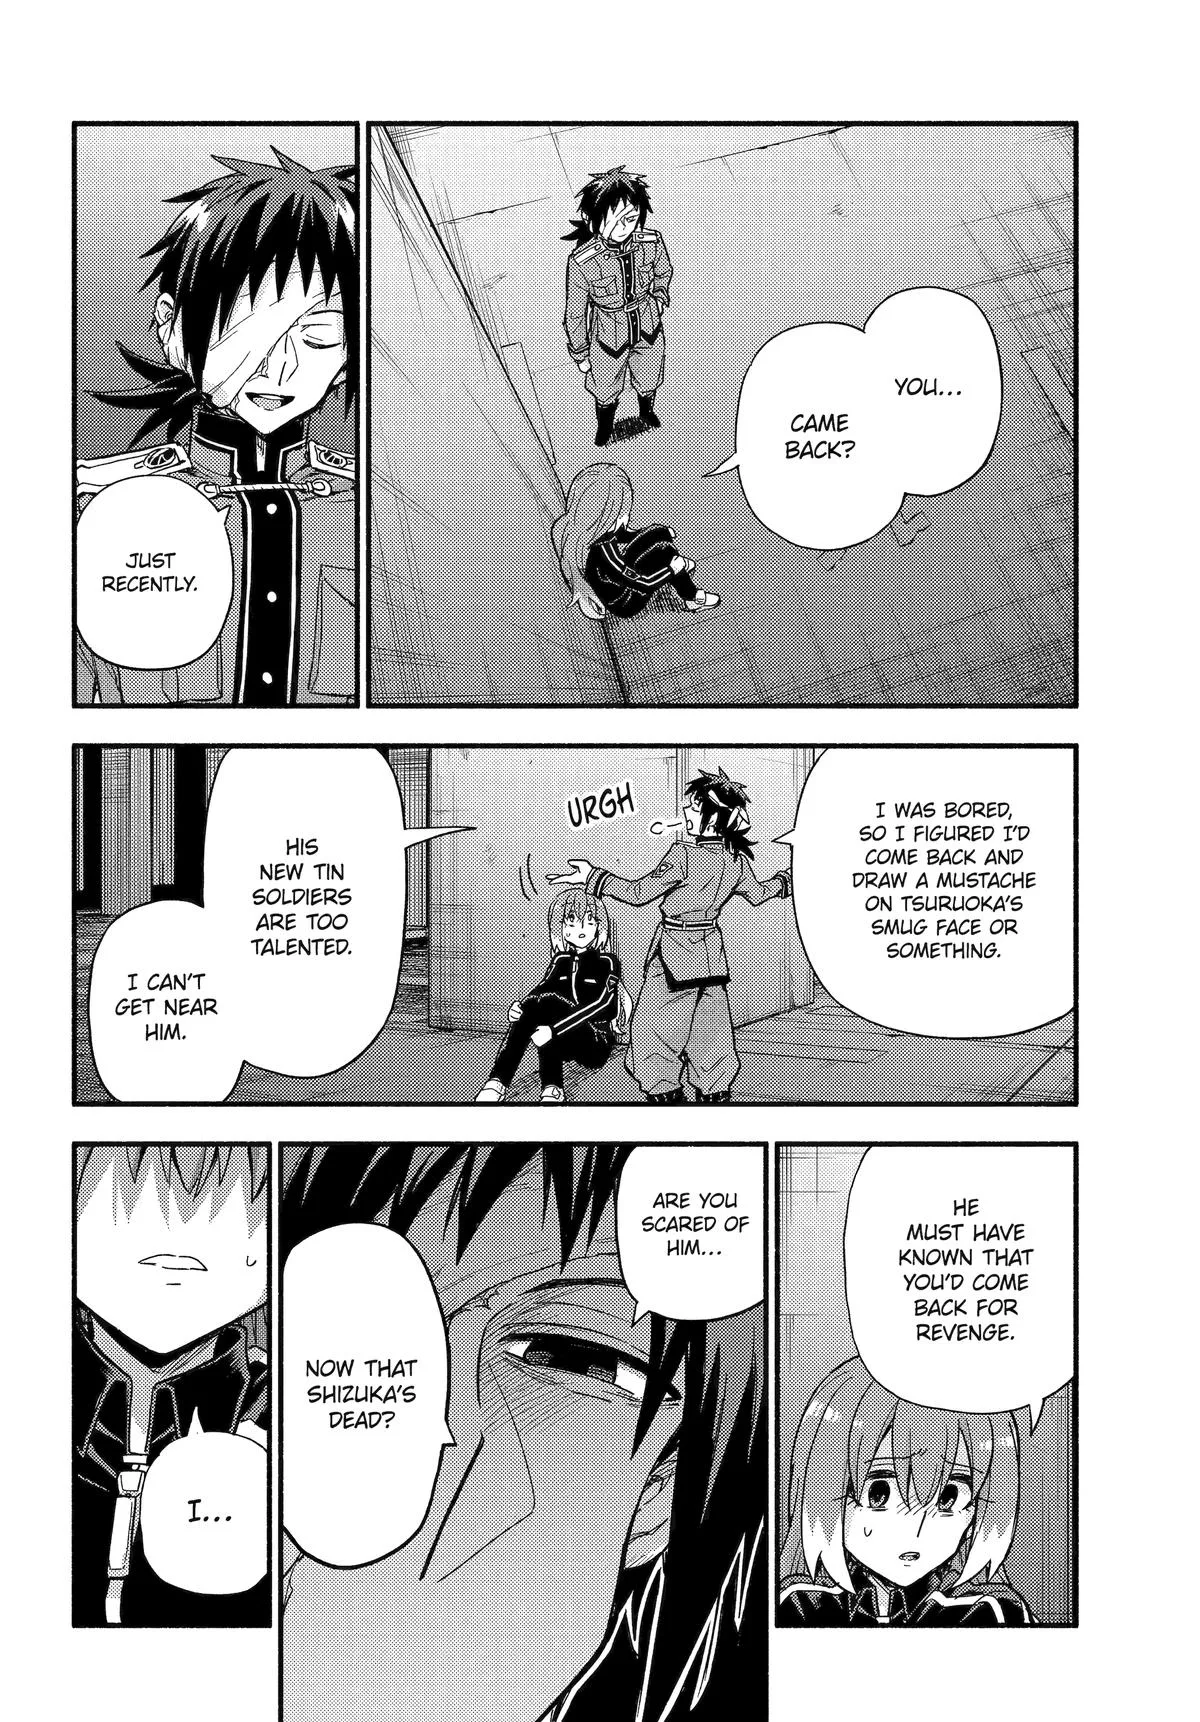 YOU...
CAME
BACK?
JUST
RECENTLY.
I WAS BORED,
SO I FIGURED I'D
COME BACK AND
DRAW A MUSTACHE
ON TSURUOKA'S
SMUG FACE OR
SOMETHING.
URGH
HIS
NEW TIN
SOLDIERS
ARE TOO
TALENTED.
I CAN'T
GET NEAR
HIM.
HE
MUST HAVE
KNOWN THAT
YOU'D COME
BACK FOR
REVENGE.
ARE YOU
SCARED OF
HIM...
NOW THAT
SHIZUKA'S
DEAD?
I...